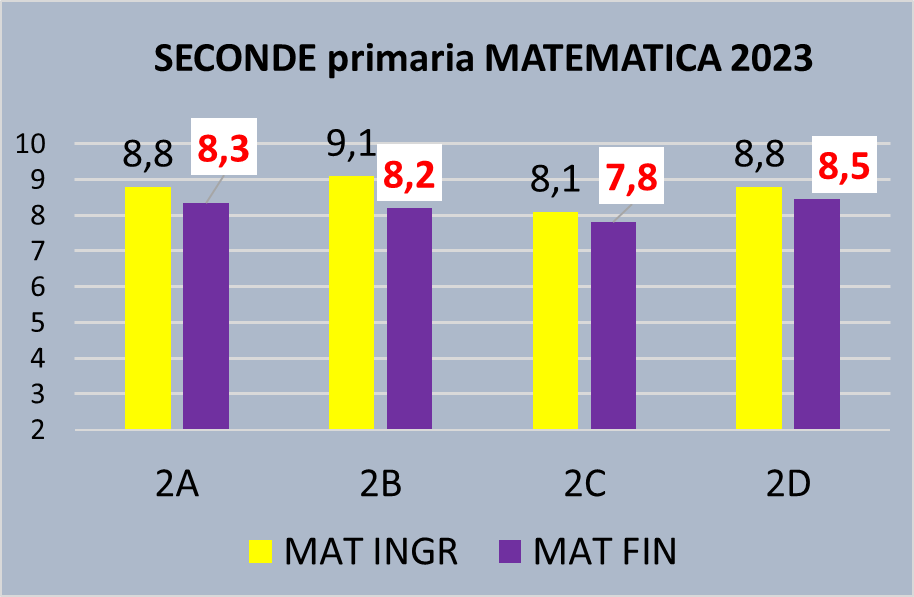 SECONDE primaria MATEMATICA 2023
10
9
8
7
6
5
4
3
2
8,8
8,3
9,1
8,2
8,1
7,8
8,8
8,5
2A
2B
2C
2D
MAT INGR
MAT FIN